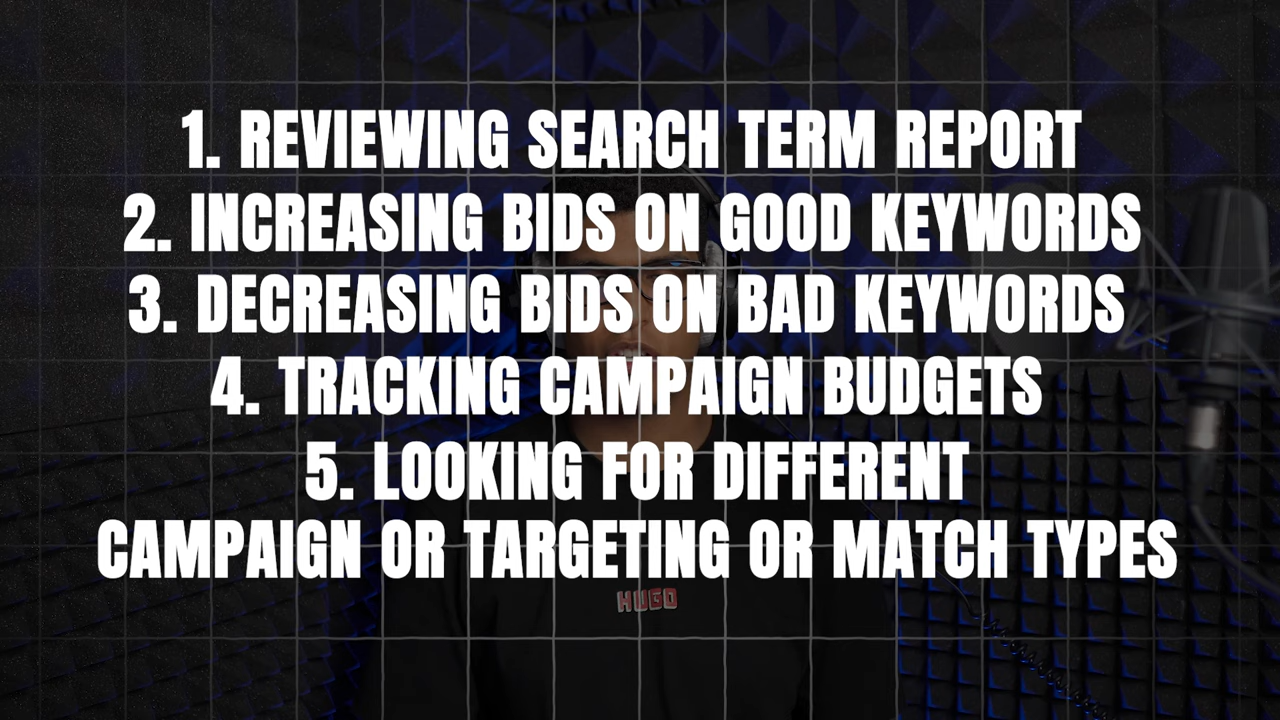 1. REVIEWING SEARCH TERM REPORT
2. INCREASING BIDS ON GOOD KEYWORDS
3. DECREASING BIDS ON BAD KEYWORDS
4. TRACKING CAMPAIGN BUDGETS
5. LOOKING FOR DIFFERENT
CAMPAIGN OR TARGETING OR MATCH TYPES
HUGO